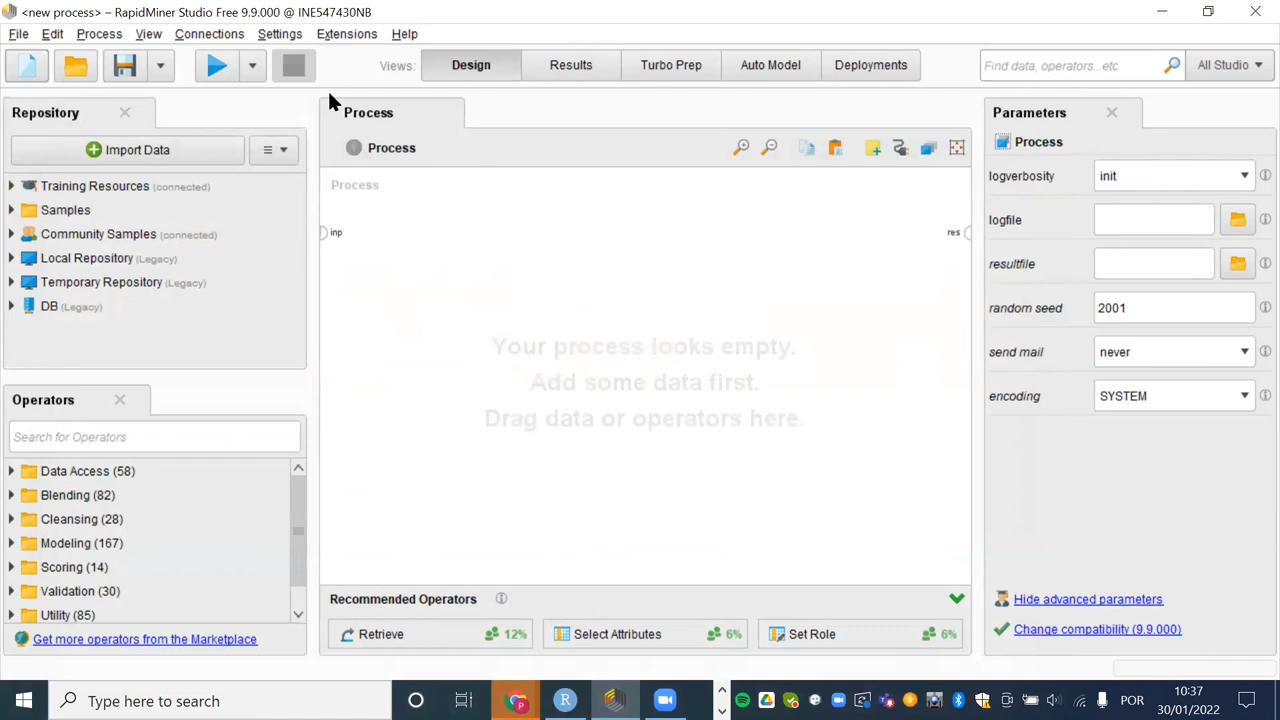 <new process> – RapidMiner Studio Free 9.9.000 @ INE547430NB
File Edit Process View Connections Settings Extensions Help
Views: Design Results Turbo Prep Auto Model Deployments Find data, operators...etc All Studio
Repository
Import Data
Training Resources (connected)
Samples
Community Samples (connected)
Local Repository (Legacy)
Temporary Repository (Legacy)
DB (Legacy)
Operators
Search for Operators
Data Access (58)
Blending (82)
Cleansing (28)
Modeling (167)
Scoring (14)
Validation (30)
Utility (85)
Get more operators from the Marketplace
Process
Process
Process
inp res
Your process looks empty.
Add some data first.
Drag data or operators here.
Recommended Operators
Retrieve 12% Select Attributes 6% Set Role 6%
Parameters
Process
logverbosity init
logfile
resultfile
random seed 2001
send mail never
encoding SYSTEM
Hide advanced parameters
Change compatibility (9.9.000)
Type here to search
POR
10:37
30/01/2022